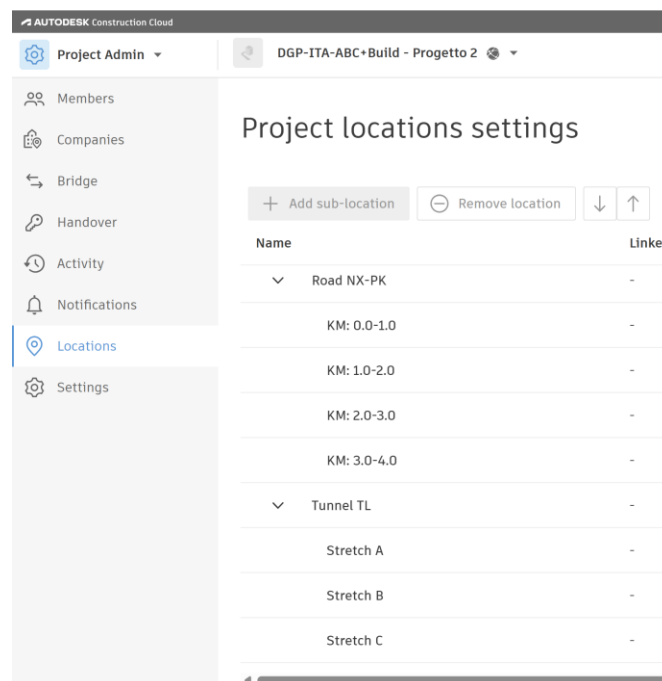 AUTODESK Construction Cloud
Project Admin
DGP-ITA-ABC+Build - Progetto 2
Members
Companies
Bridge
Handover
Activity
Notifications
Locations
Settings
Project locations settings
Add sub-location
Remove location
Name
Linke
Road NX-PK
-
KM: 0.0-1.0
-
KM: 1.0-2.0
-
KM: 2.0-3.0
-
KM: 3.0-4.0
-
Tunnel TL
-
Stretch A
-
Stretch B
-
Stretch C
-